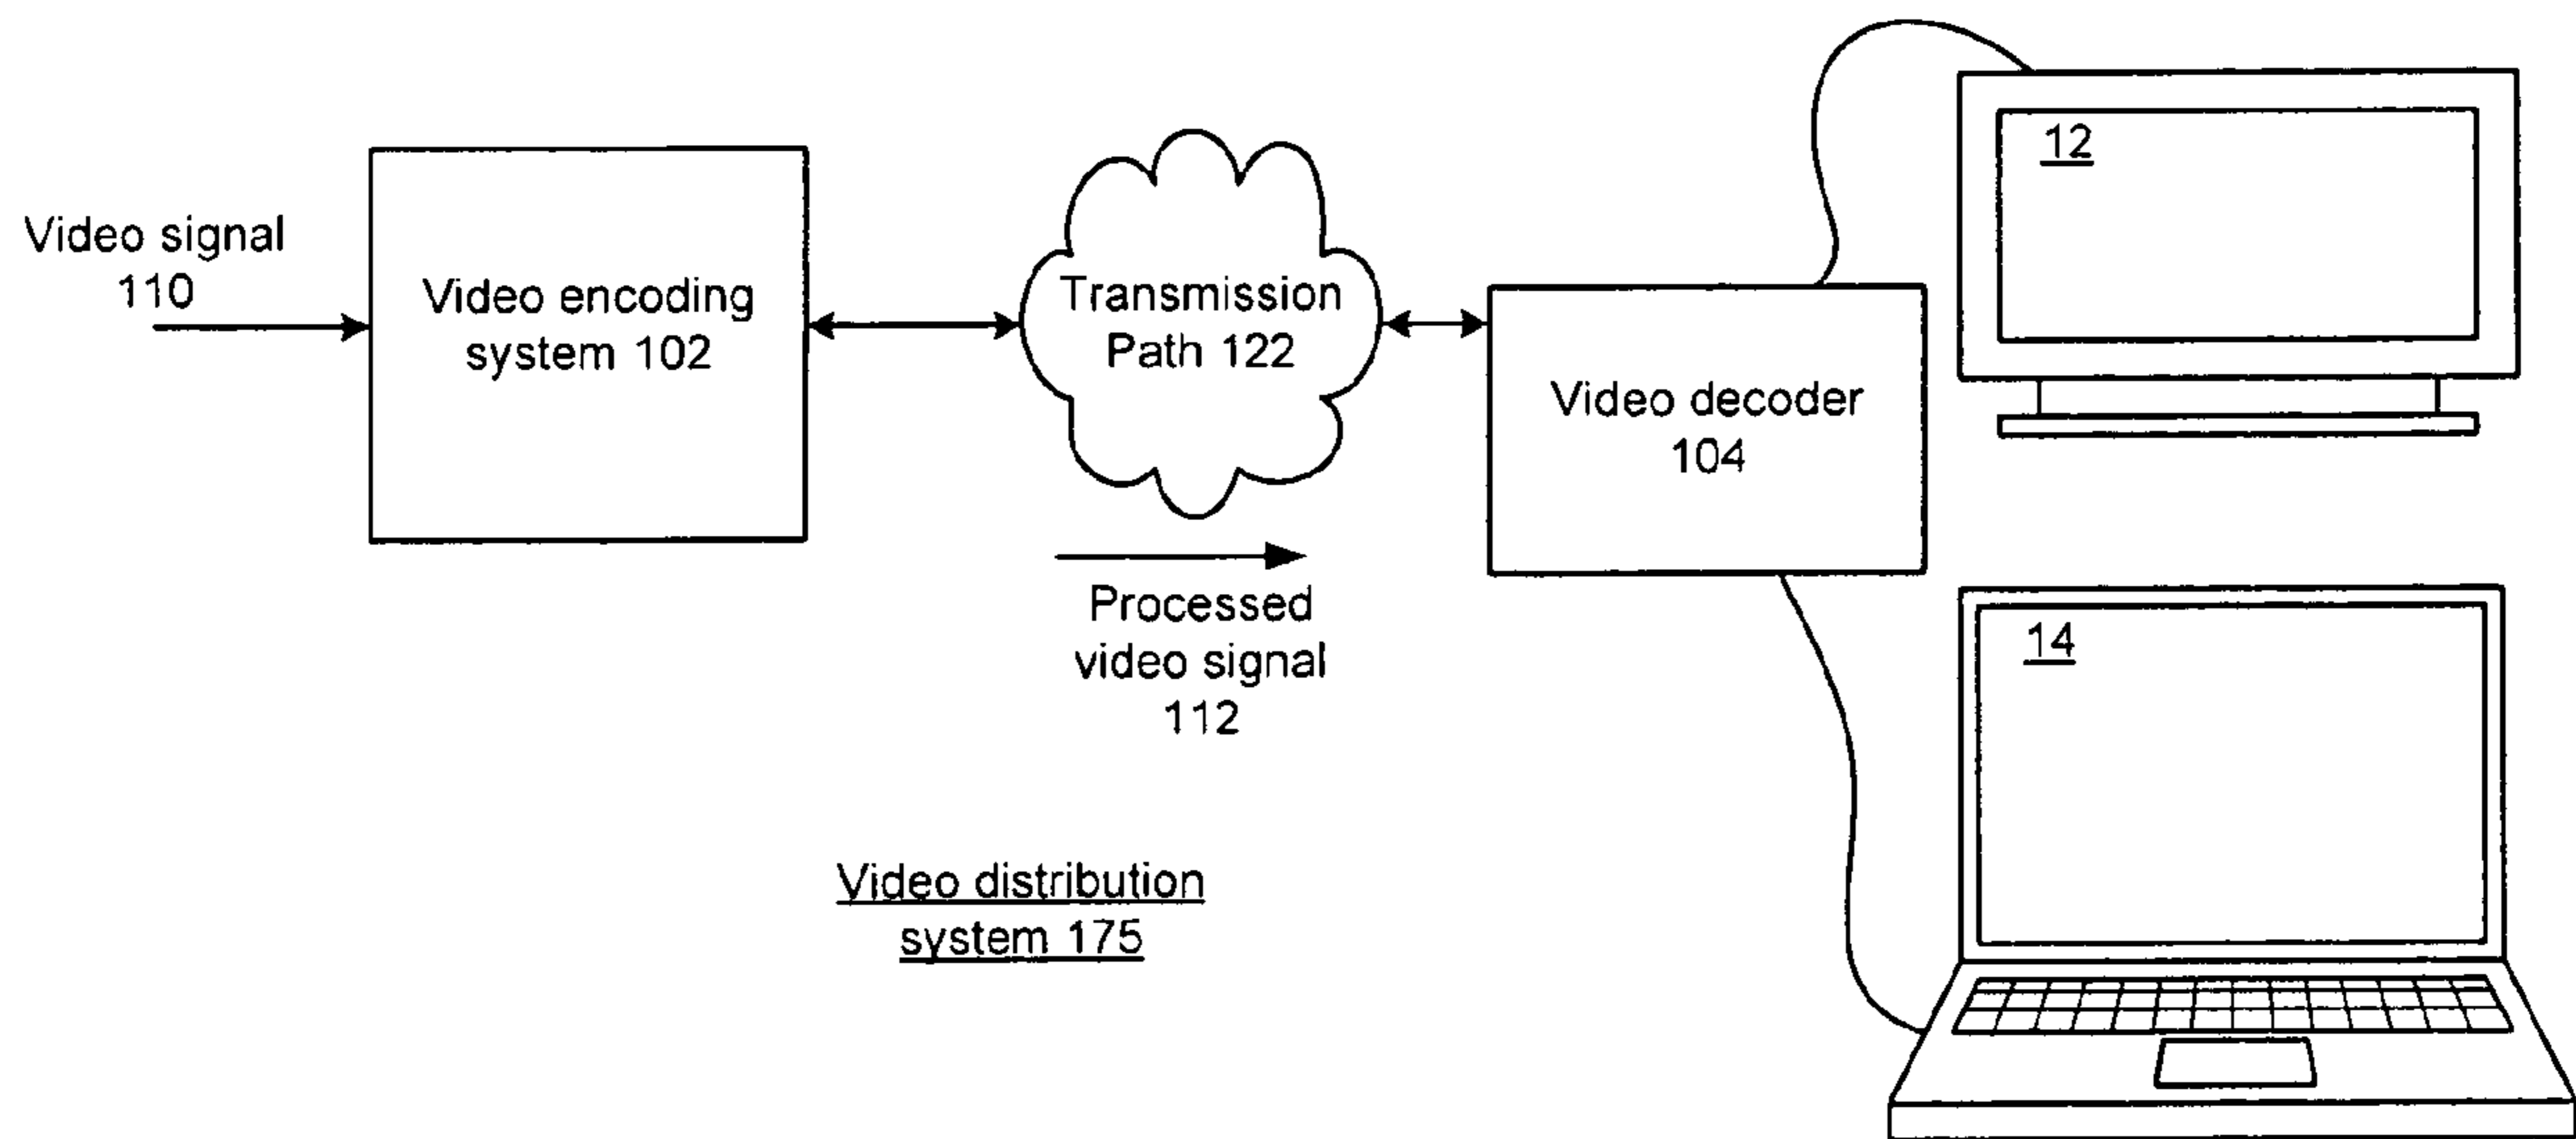 Video signal
110
Video encoding
system 102
Transmission
Path 122
Processed
video signal
112
Video decoder
104
12
14
Video distribution
system 175